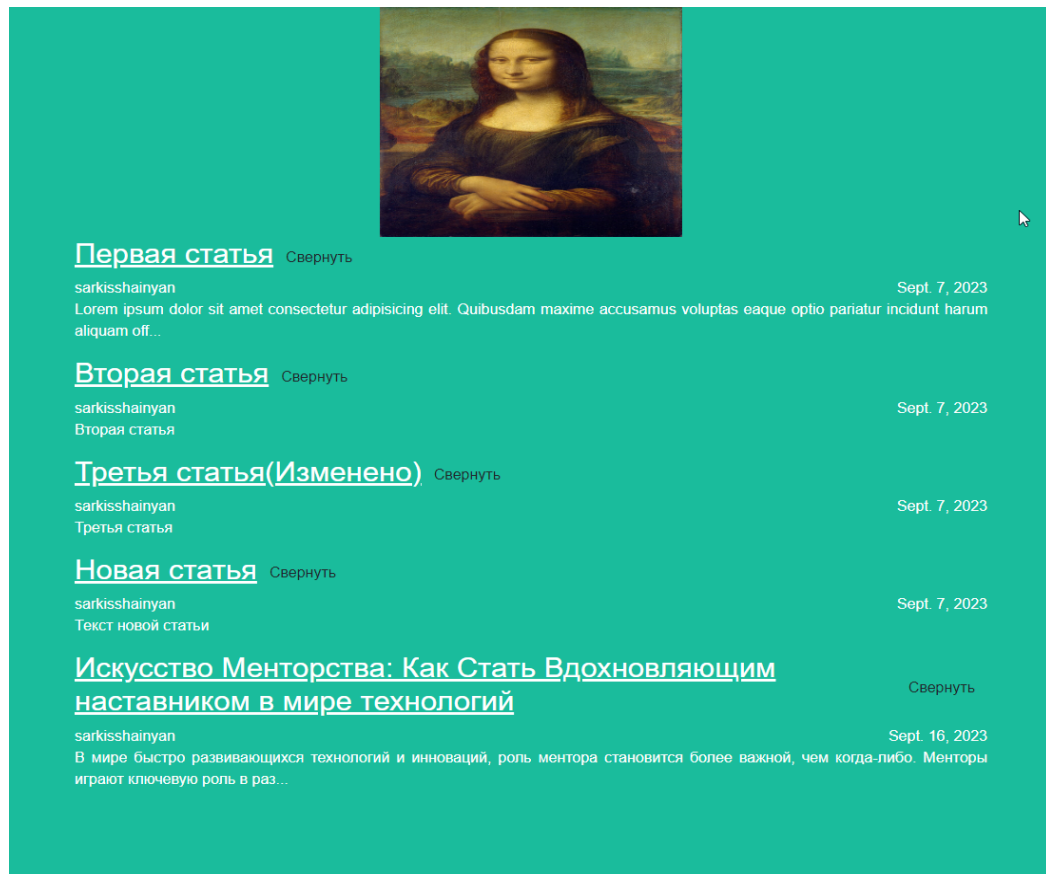 Первая статья Свернуть
sarkisshainyan Sept. 7, 2023
Lorem ipsum dolor sit amet consectetur adipisicing elit. Quibusdam maxime accusamus voluptas eaque optio pariatur incidunt harum
aliquam off...
Вторая статья Свернуть
sarkisshainyan Sept. 7, 2023
Вторая статья
Третья статья(Изменено) Свернуть
sarkisshainyan Sept. 7, 2023
Третья статья
Новая статья Свернуть
sarkisshainyan Sept. 7, 2023
Текст новой статьи
Искусство Менторства: Как Стать Вдохновляющим
наставником в мире технологий Свернуть
sarkisshainyan Sept. 16, 2023
В мире быстро развивающихся технологий и инноваций, роль ментора становится более важной, чем когда-либо. Менторы
играют ключевую роль в раз...